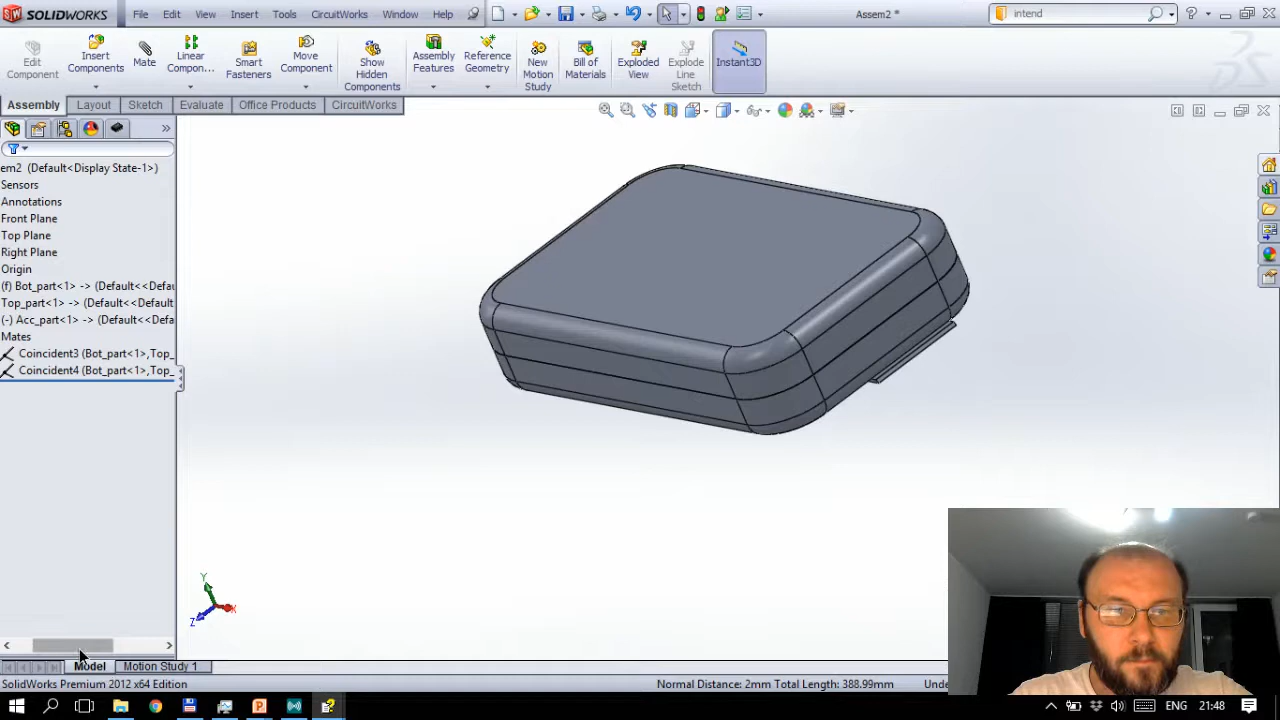 SOLIDWORKS File Edit View Insert Tools CircuitWorks Window Help Assem2 * intend
Edit Component
Insert Components
Mate
Linear Compon...
Smart Fasteners
Move Component
Show Hidden Components
Assembly Features
Reference Geometry
New Motion Study
Bill of Materials
Exploded View
Explode Line Sketch
Instant3D
Assembly Layout Sketch Evaluate Office Products CircuitWorks
em2 (Default<Display State-1>)
Sensors
Annotations
Front Plane
Top Plane
Right Plane
Origin
(f) Bot_part<1> -> (Default<<Defau
Top_part<1> -> (Default<<Default
(-) Acc_part<1> -> (Default<<Defa
Mates
Coincident3 (Bot_part<1>,Top_
Coincident4 (Bot_part<1>,Top_
Y
X
Z
Model Motion Study 1
SolidWorks Premium 2012 x64 Edition Normal Distance: 2mm Total Length: 388.99mm Unde
ENG 21:48